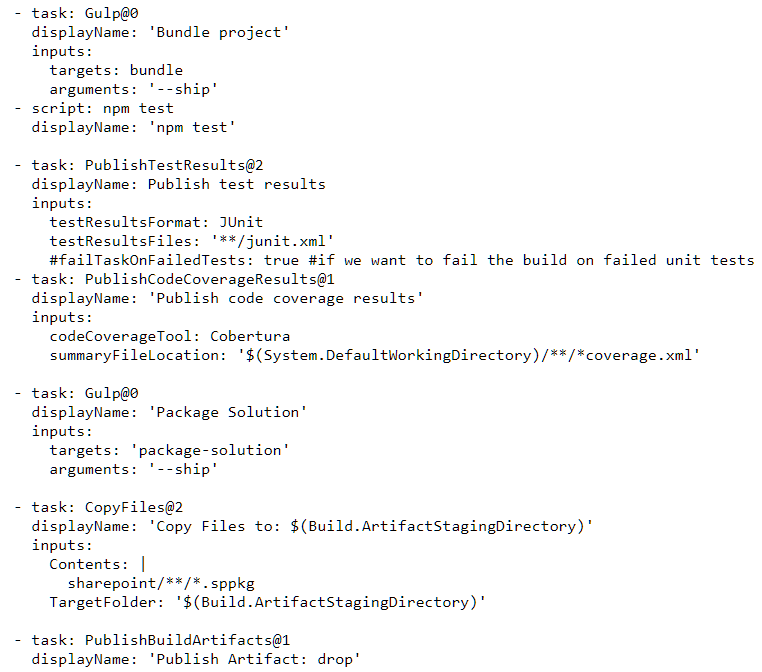 - task: Gulp@0
  displayName: 'Bundle project'
  inputs:
    targets: bundle
    arguments: '--ship'
- script: npm test
  displayName: 'npm test'
- task: PublishTestResults@2
  displayName: Publish test results
  inputs:
    testResultsFormat: JUnit
    testResultsFiles: '**/junit.xml'
    #failTaskOnFailedTests: true #if we want to fail the build on failed unit tests
- task: PublishCodeCoverageResults@1
  displayName: 'Publish code coverage results'
  inputs:
    codeCoverageTool: Cobertura
    summaryFileLocation: '$(System.DefaultWorkingDirectory)/**/*coverage.xml'
- task: Gulp@0
  displayName: 'Package Solution'
  inputs:
    targets: 'package-solution'
    arguments: '--ship'
- task: CopyFiles@2
  displayName: 'Copy Files to: $(Build.ArtifactStagingDirectory)'
  inputs:
    Contents: |
      sharepoint/**/*.sppkg
    TargetFolder: '$(Build.ArtifactStagingDirectory)'
- task: PublishBuildArtifacts@1
  displayName: 'Publish Artifact: drop'